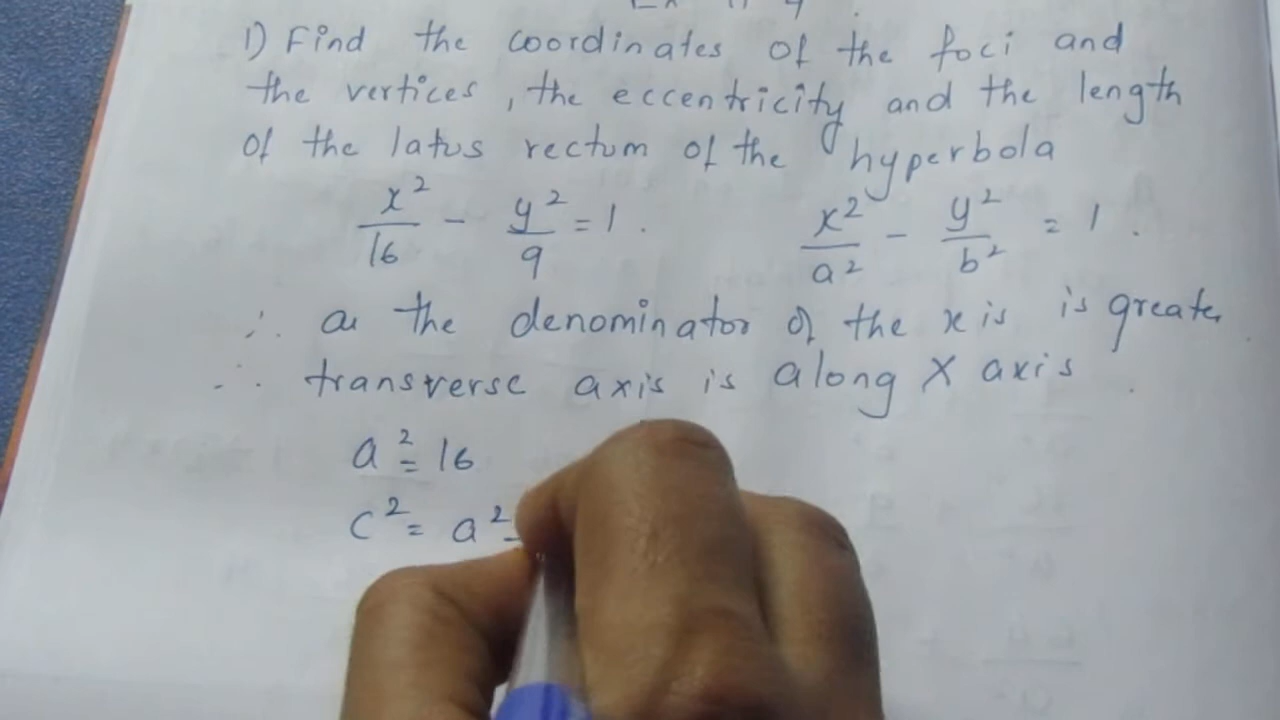 1) Find the coordinates of the foci and
the vertices, the eccentricity and the length
of the latus rectum of the hyperbola
x²/16 - y²/9 = 1. x²/a² - y²/b² = 1.
∴ as the denominator of the x is is greater
∴ transverse axis is along X axis
a² = 16
c² = a²